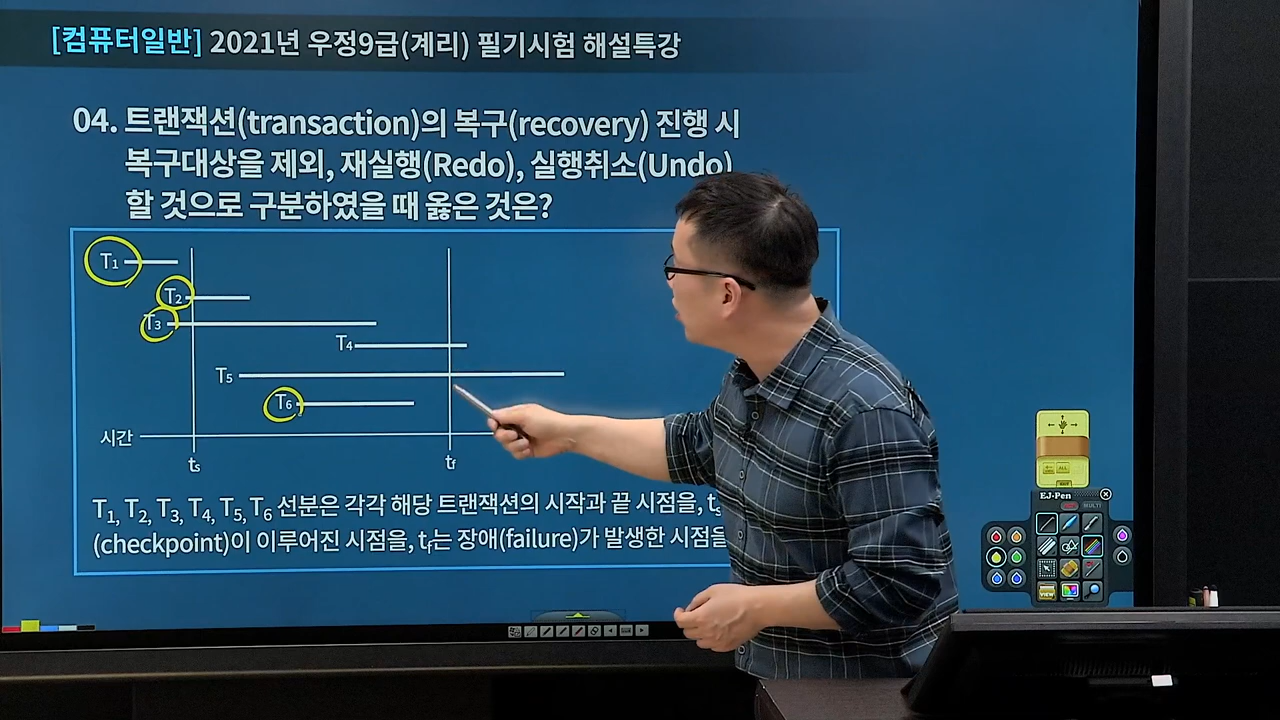 [컴퓨터일반] 2021년 우정9급(계리) 필기시험 해설특강
04. 트랜잭션(transaction)의 복구(recovery) 진행 시
복구대상을 제외, 재실행(Redo), 실행취소(Undo)
할 것으로 구분하였을 때 옳은 것은?
T1
T2
T3
T4
T5
T6
시간
ts
tf
T1, T2, T3, T4, T5, T6 선분은 각각 해당 트랜잭션의 시작과 끝 시점을, ts
(checkpoint)이 이루어진 시점을, tf는 장애(failure)가 발생한 시점을
EJ-Pen
MULTI
VIEW
ALL